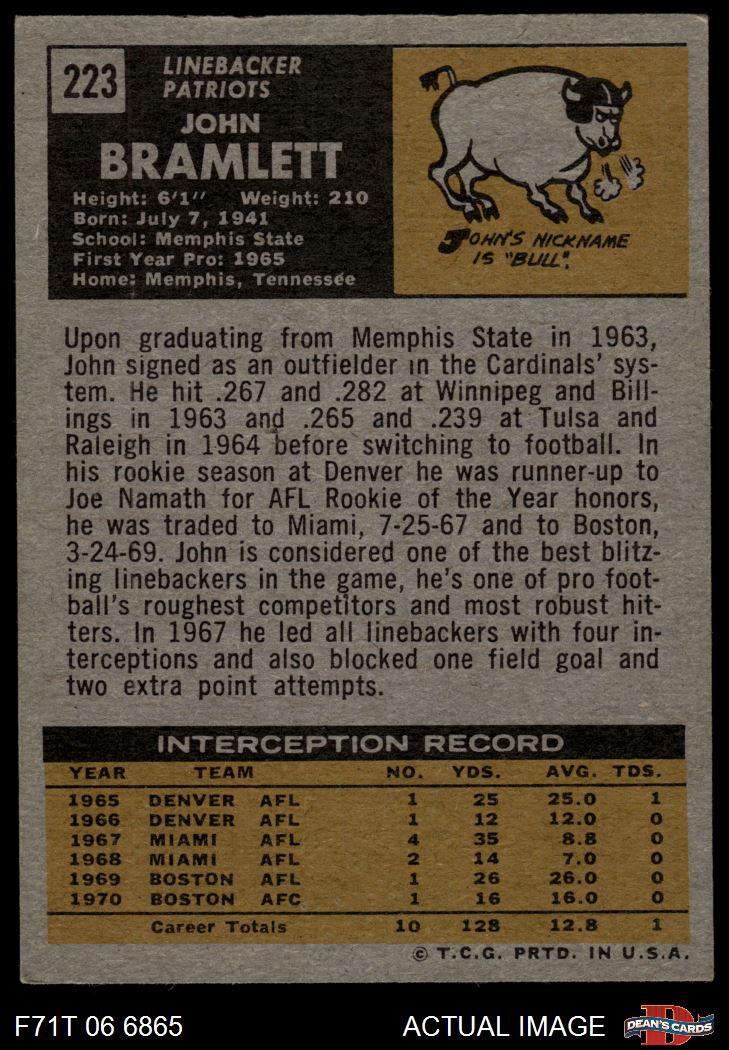 223
LINEBACKER
PATRIOTS
JOHN
BRAMLETT
Height: 6'1" Weight: 210
Born: July 7, 1941
School: Memphis State
First Year Pro: 1965
Home: Memphis, Tennessee
JOHN'S NICKNAME
IS "BULL".
Upon graduating from Memphis State in 1963,
John signed as an outfielder in the Cardinals' sys-
tem. He hit .267 and .282 at Winnipeg and Bill-
ings in 1963 and .265 and .239 at Tulsa and
Raleigh in 1964 before switching to football. In
his rookie season at Denver he was runner-up to
Joe Namath for AFL Rookie of the Year honors,
he was traded to Miami, 7-25-67 and to Boston,
3-24-69. John is considered one of the best blitz-
ing linebackers in the game, he's one of pro foot-
ball's roughest competitors and most robust hit-
ters. In 1967 he led all linebackers with four in-
terceptions and also blocked one field goal and
two extra point attempts.
INTERCEPTION RECORD
YEAR TEAM NO. YDS. AVG. TDS.
1965 DENVER AFL 1 25 25.0 1
1966 DENVER AFL 1 12 12.0 0
1967 MIAMI AFL 4 35 8.8 0
1968 MIAMI AFL 2 14 7.0 0
1969 BOSTON AFL 1 26 26.0 0
1970 BOSTON AFC 1 16 16.0 0
Career Totals 10 128 12.8 1
© T.C.G. PRTD. IN U.S.A.
F71T 06 6865 ACTUAL IMAGE D DEAN'S CARDS